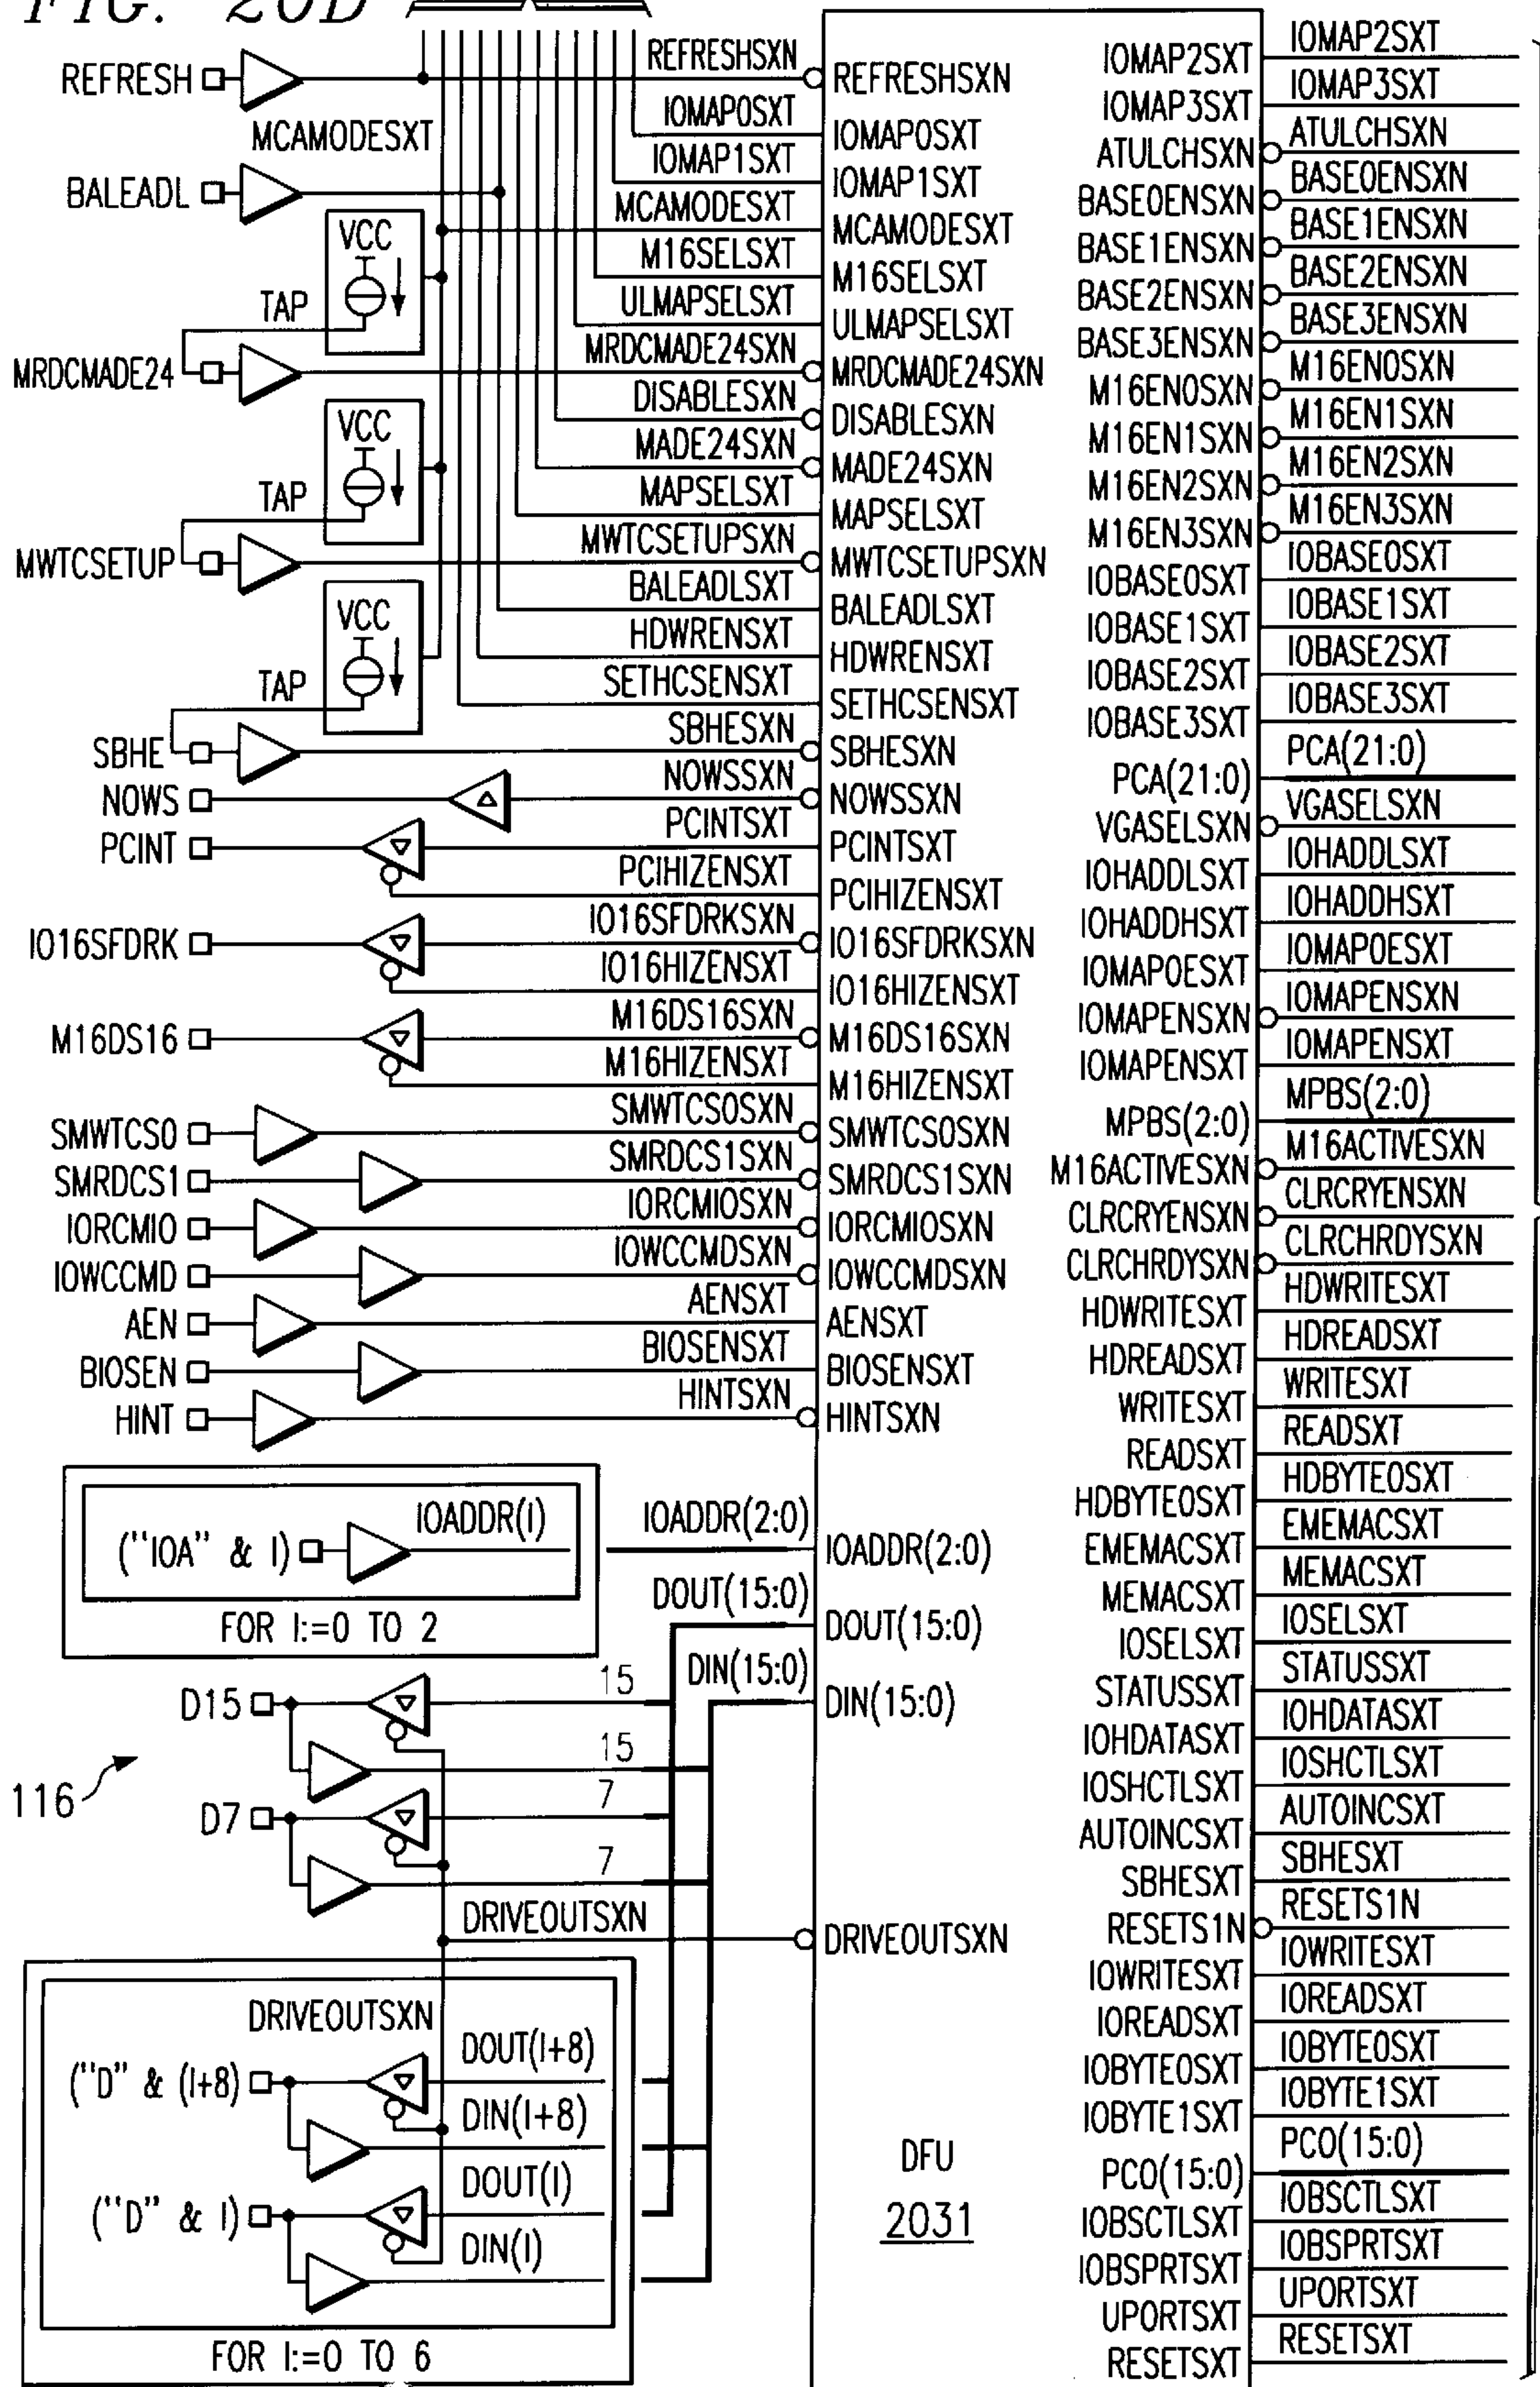 FIG. 20D
REFRESH
REFRESHSXN
REFRESHSXN
MCAMODESXT
IOMAP0SXT
IOMAP0SXT
IOMAP1SXT
IOMAP1SXT
BALEADL
MCAMODESXT
MCAMODESXT
VCC
M16SELSXT
M16SELSXT
TAP
ULMAPSELSXT
ULMAPSELSXT
MRDCMADE24
MRDCMADE24SXN
MRDCMADE24SXN
DISABLESXN
DISABLESXN
VCC
MADE24SXN
MADE24SXN
TAP
MAPSELSXT
MAPSELSXT
MWTCSETUP
MWTCSETUPSXN
MWTCSETUPSXN
VCC
BALEADLSXT
BALEADLSXT
HDWRENSXT
HDWRENSXT
TAP
SETHCSENSXT
SETHCSENSXT
SBHE
SBHESXN
SBHESXN
NOWS
NOWSSXN
NOWSSXN
PCINT
PCINTSXT
PCINTSXT
PCIHIZENSXT
PCIHIZENSXT
IO16SFDRK
IO16SFDRKSXN
IO16SFDRKSXN
IO16HIZENSXT
IO16HIZENSXT
M16DS16
M16DS16SXN
M16DS16SXN
M16HIZENSXT
M16HIZENSXT
SMWTCS0
SMWTCS0SXN
SMWTCS0SXN
SMRDCS1
SMRDCS1SXN
SMRDCS1SXN
IORCMIO
IORCMIOSXN
IORCMIOSXN
IOWCCMD
IOWCCMDSXN
IOWCCMDSXN
AEN
AENSXT
AENSXT
BIOSEN
BIOSENSXT
BIOSENSXT
HINT
HINTSXN
HINTSXN
("IOA" & I)
IOADDR(I)
FOR I:=0 TO 2
IOADDR(2:0)
IOADDR(2:0)
DOUT(15:0)
DOUT(15:0)
DIN(15:0)
DIN(15:0)
D15
15
15
116
D7
7
7
DRIVEOUTSXN
DRIVEOUTSXN
DRIVEOUTSXN
("D" & (I+8)
DOUT(I+8)
DIN(I+8)
("D" & I)
DOUT(I)
DIN(I)
FOR I:=0 TO 6
DFU
2031
IOMAP2SXT
IOMAP2SXT
IOMAP3SXT
IOMAP3SXT
ATULCHSXN
ATULCHSXN
BASE0ENSXN
BASE0ENSXN
BASE1ENSXN
BASE1ENSXN
BASE2ENSXN
BASE2ENSXN
BASE3ENSXN
BASE3ENSXN
M16EN0SXN
M16EN0SXN
M16EN1SXN
M16EN1SXN
M16EN2SXN
M16EN2SXN
M16EN3SXN
M16EN3SXN
IOBASE0SXT
IOBASE0SXT
IOBASE1SXT
IOBASE1SXT
IOBASE2SXT
IOBASE2SXT
IOBASE3SXT
IOBASE3SXT
PCA(21:0)
PCA(21:0)
VGASELSXN
VGASELSXN
IOHADDLSXT
IOHADDLSXT
IOHADDHSXT
IOHADDHSXT
IOMAPOESXT
IOMAPOESXT
IOMAPENSXN
IOMAPENSXN
IOMAPENSXT
IOMAPENSXT
MPBS(2:0)
MPBS(2:0)
M16ACTIVESXN
M16ACTIVESXN
CLRCRYENSXN
CLRCRYENSXN
CLRCHRDYSXN
CLRCHRDYSXN
HDWRITESXT
HDWRITESXT
HDREADSXT
HDREADSXT
WRITESXT
WRITESXT
READSXT
READSXT
HDBYTE0SXT
HDBYTE0SXT
EMEMACSXT
EMEMACSXT
MEMACSXT
MEMACSXT
IOSELSXT
IOSELSXT
STATUSSXT
STATUSSXT
IOHDATASXT
IOHDATASXT
IOSHCTLSXT
IOSHCTLSXT
AUTOINCSXT
AUTOINCSXT
SBHESXT
SBHESXT
RESETS1N
RESETS1N
IOWRITESXT
IOWRITESXT
IOREADSXT
IOREADSXT
IOBYTE0SXT
IOBYTE0SXT
IOBYTE1SXT
IOBYTE1SXT
PCO(15:0)
PCO(15:0)
IOBSCTLSXT
IOBSCTLSXT
IOBSPRTSXT
IOBSPRTSXT
UPORTSXT
UPORTSXT
RESETSXT
RESETSXT